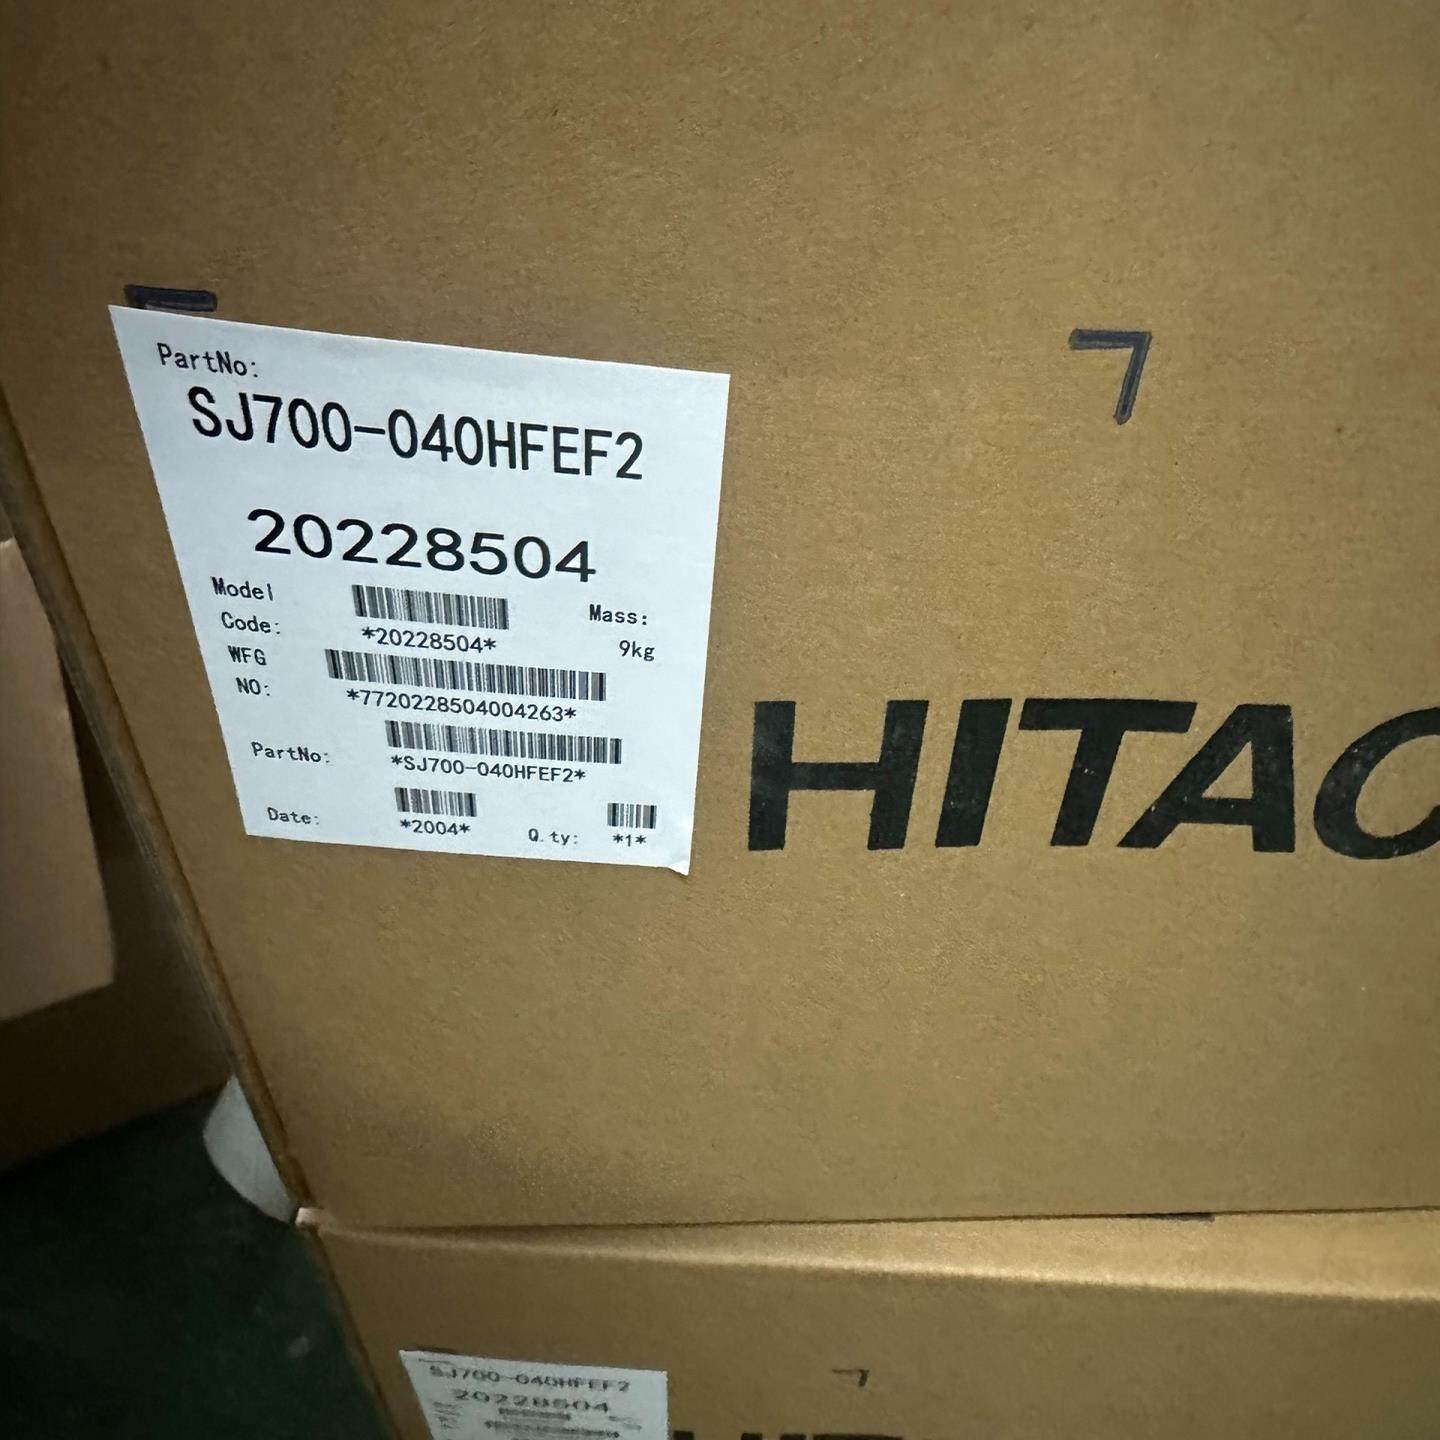 PartNo:
SJ700-040HFEF2
20228504
Model
Code:
*20228504*
Mass:
9kg
WFG
NO:
*7720228504004263*
PartNo:
*SJ700-040HFEF2*
Date:
*2004*
Q.ty:
*1*
HITAC
SJ700-040HFEF2
20228504